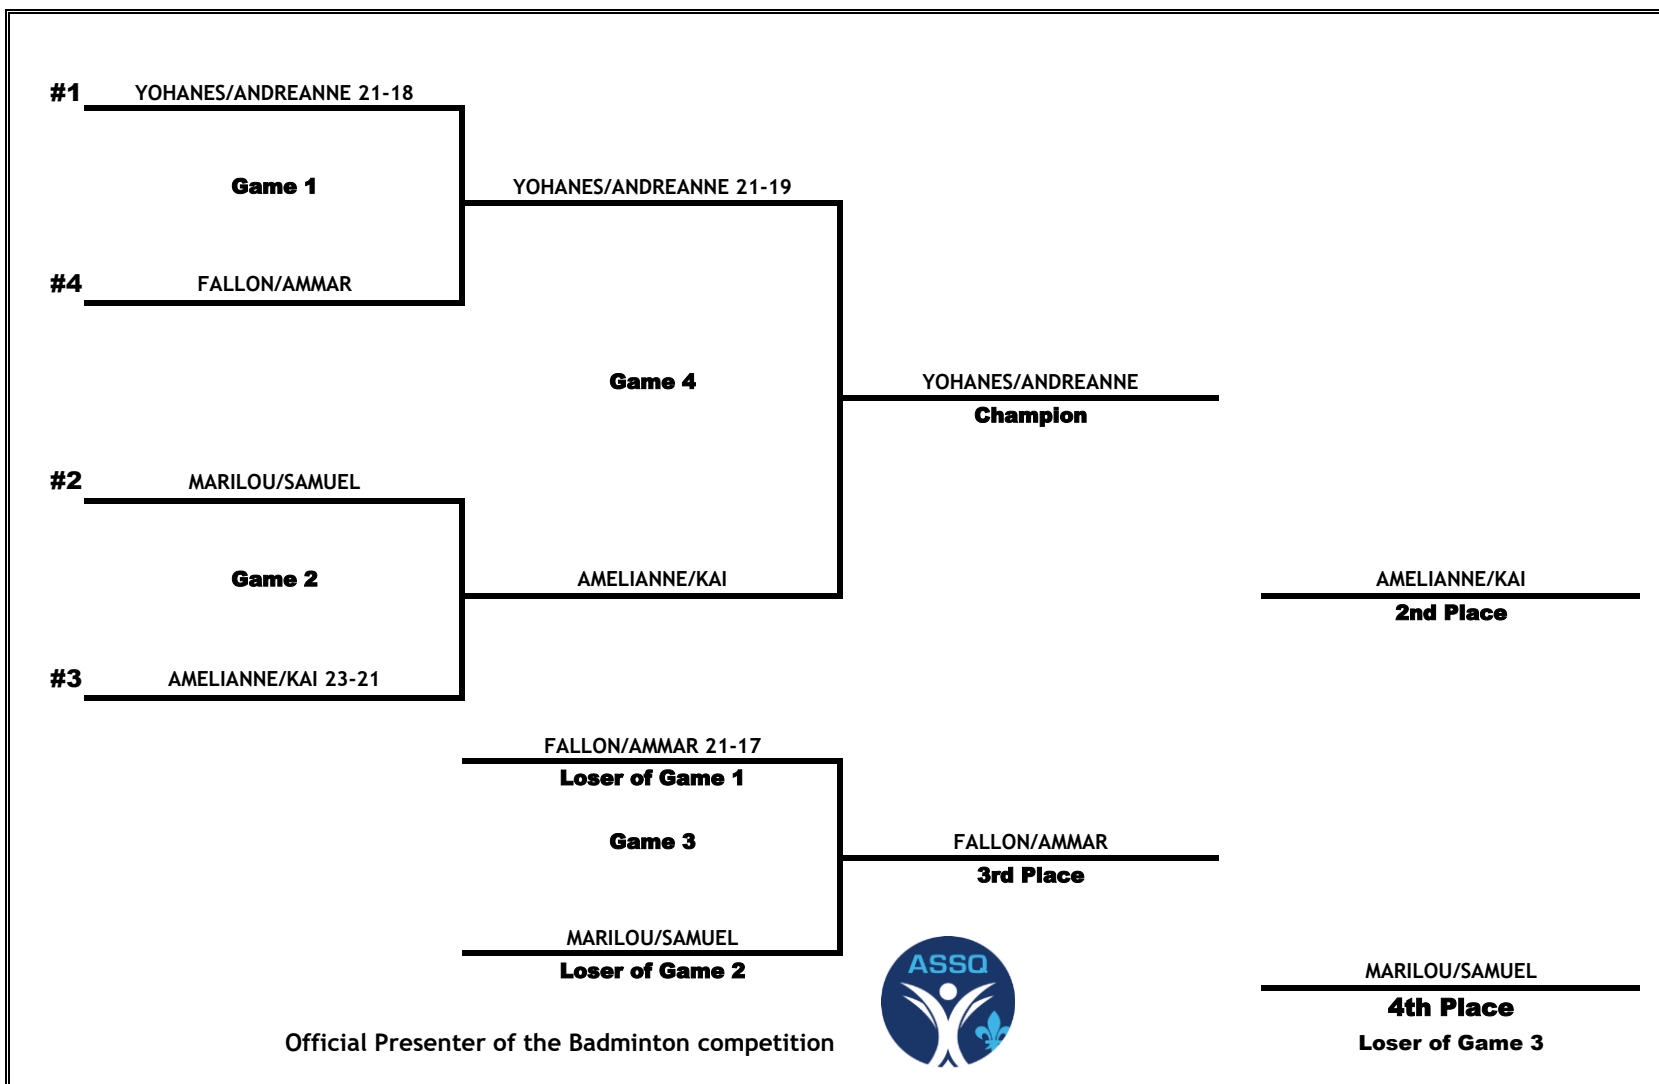 #1 YOHANES/ANDREANNE 21-18
Game 1
YOHANES/ANDREANNE 21-19
#4 FALLON/AMMAR
Game 4
YOHANES/ANDREANNE
Champion
#2 MARILOU/SAMUEL
Game 2
AMELIANNE/KAI
AMELIANNE/KAI
2nd Place
#3 AMELIANNE/KAI 23-21
FALLON/AMMAR 21-17
Loser of Game 1
Game 3
FALLON/AMMAR
3rd Place
MARILOU/SAMUEL
Loser of Game 2
ASSQ
MARILOU/SAMUEL
4th Place
Loser of Game 3
Official Presenter of the Badminton competition